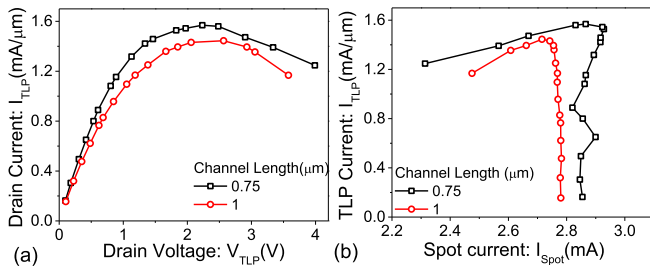 1.6
1.2
0.8
0.4
0.0
0 1 2 3 4
Drain Current: I_TLP(mA/μm)
Drain Voltage: V_TLP(V)
Channel Length(μm)
0.75
1
(a)
1.6
1.2
0.8
0.4
0.0
2.2 2.4 2.6 2.8 3.0
TLP Current: I_TLP(mA/μm)
Spot current: I_Spot(mA)
Channel Length (μm)
0.75
1
(b)